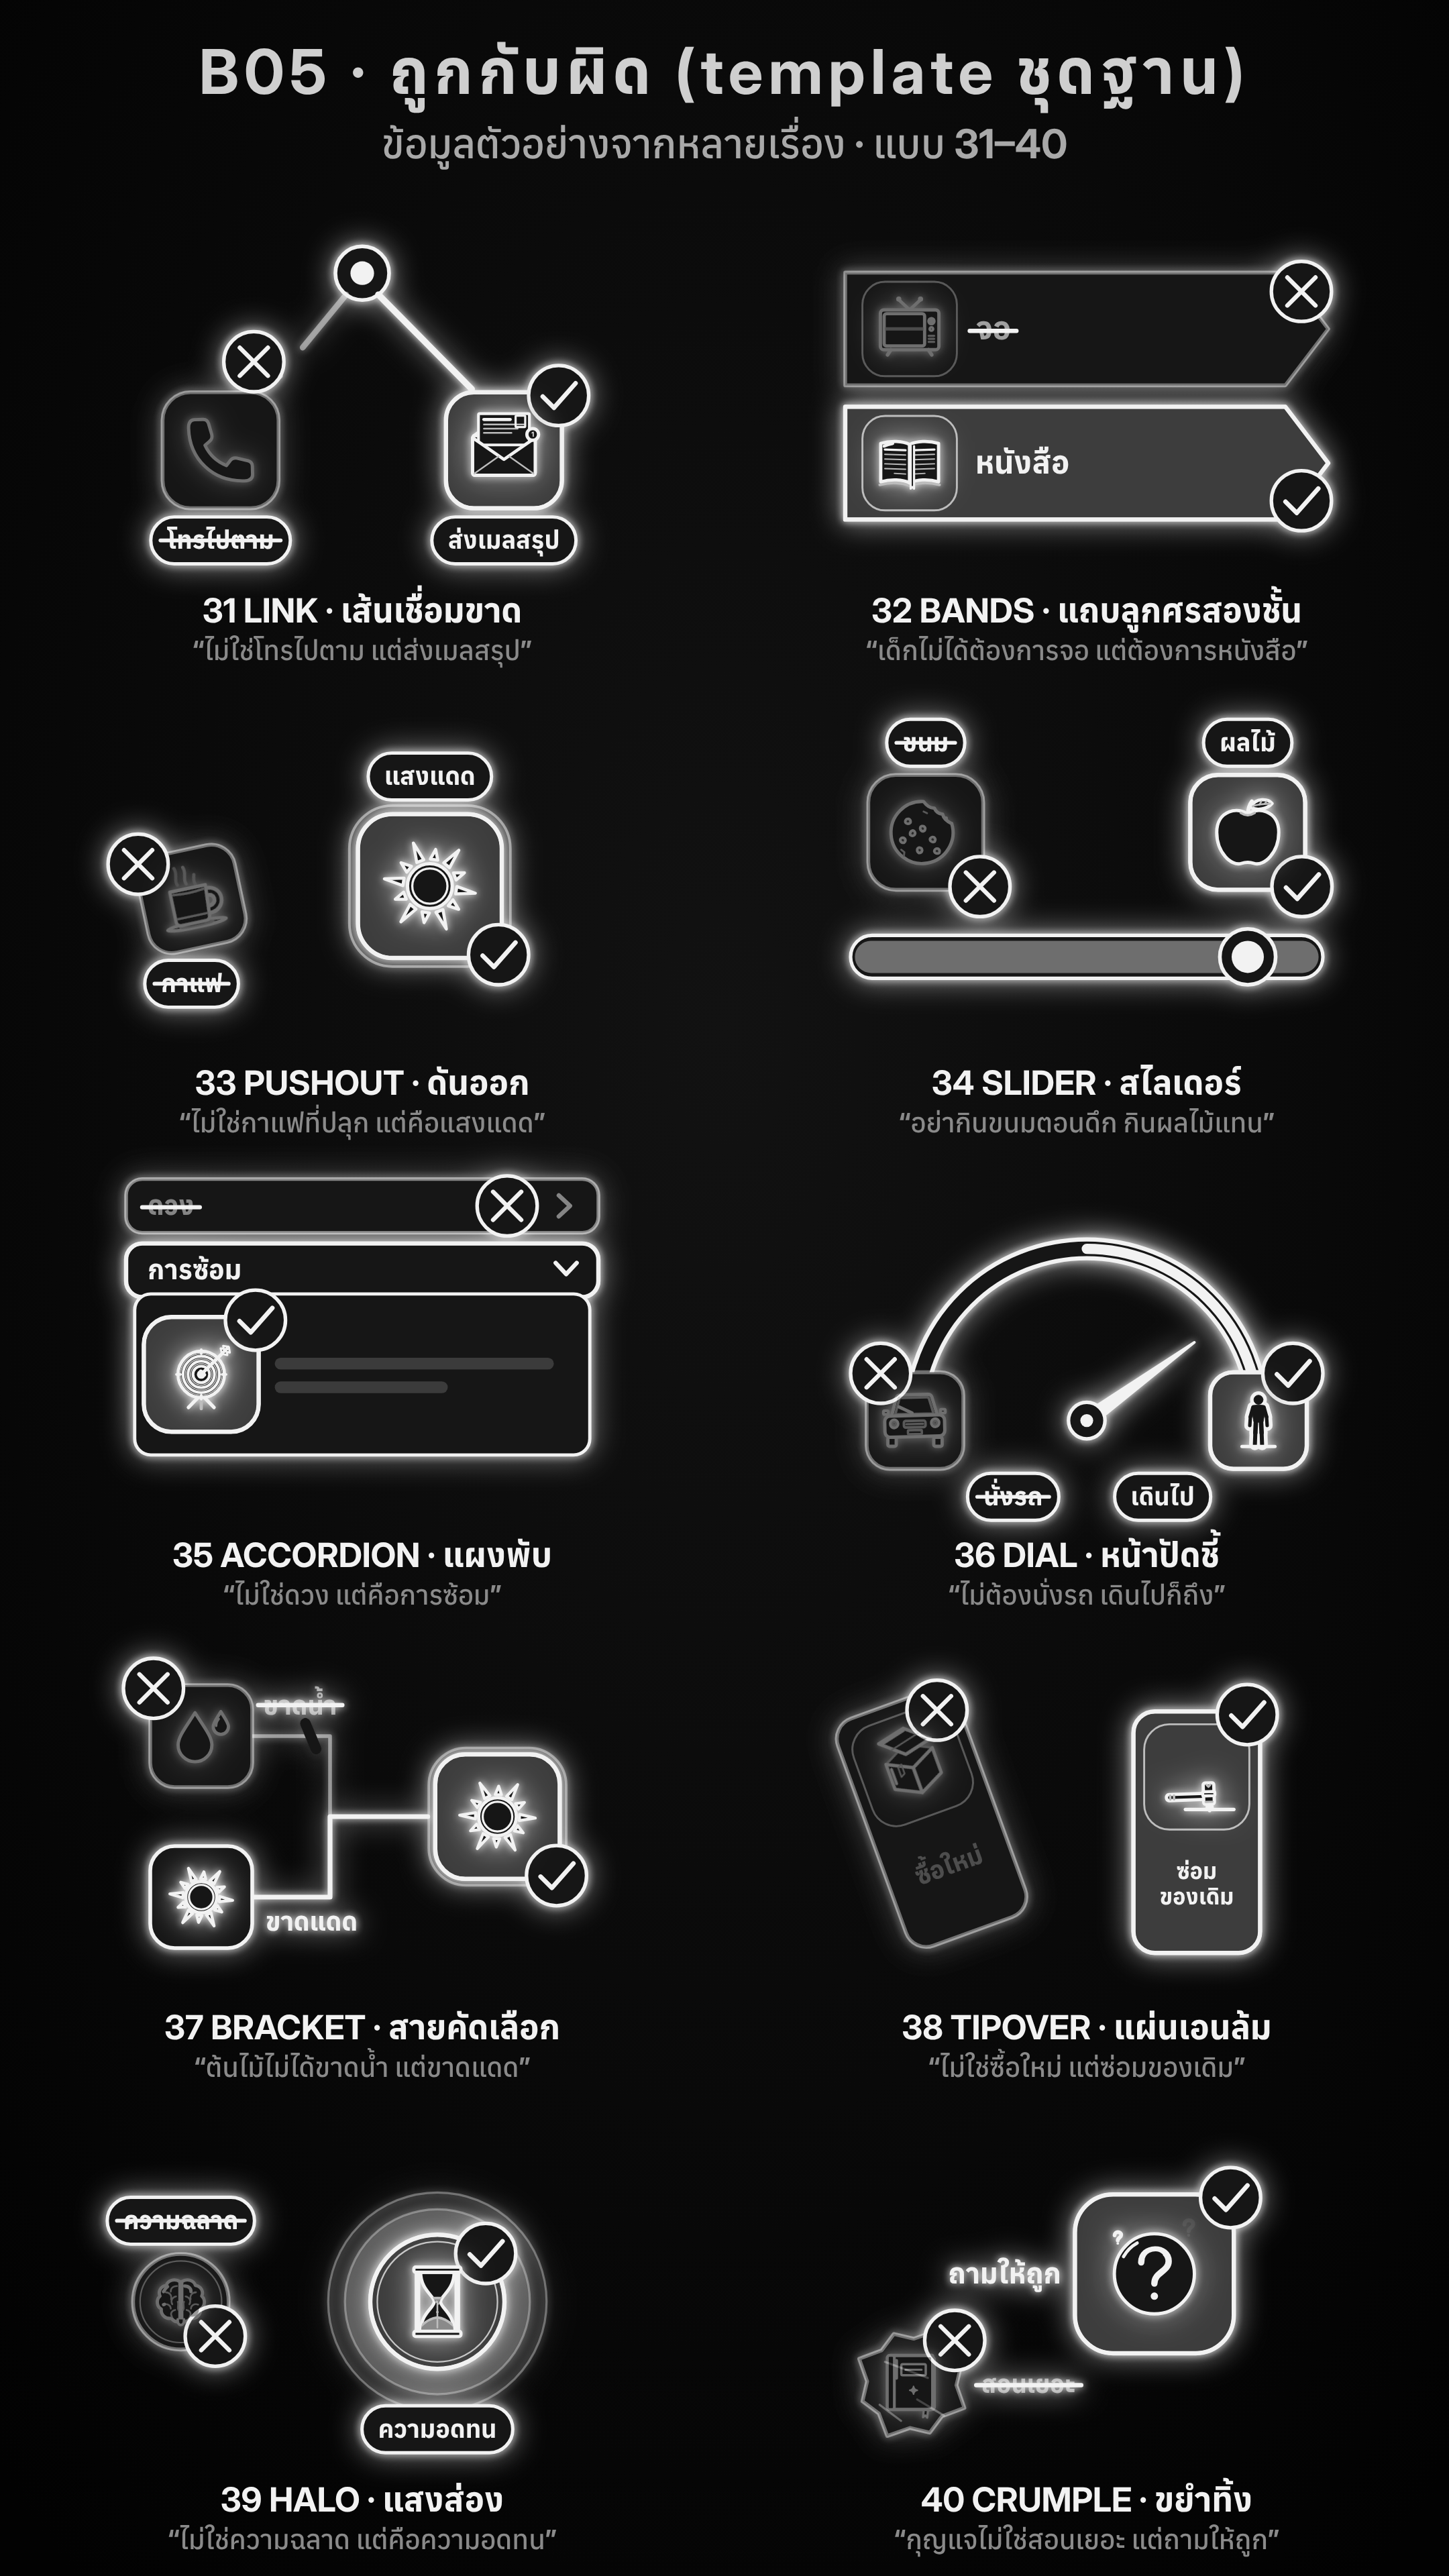 B05 · ถูกกับผิด (template ชุดฐาน)
ข้อมูลตัวอย่างจากหลายเรื่อง · แบบ 31–40
โทรไปตาม
ส่งเมลสรุป
31 LINK · เส้นเชื่อมขาด
“ไม่ใช่โทรไปตาม แต่ส่งเมลสรุป”
จอ
หนังสือ
32 BANDS · แถบลูกศรสองชั้น
“เด็กไม่ได้ต้องการจอ แต่ต้องการหนังสือ”
แสงแดด
กาแฟ
33 PUSHOUT · ดันออก
“ไม่ใช่กาแฟที่ปลุก แต่คือแสงแดด”
ขนม
ผลไม้
34 SLIDER · สไลเดอร์
“อย่ากินขนมตอนดึก กินผลไม้แทน”
ดวง
การซ้อม
35 ACCORDION · แผงพับ
“ไม่ใช่ดวง แต่คือการซ้อม”
นั่งรถ
เดินไป
36 DIAL · หน้าปัดชี้
“ไม่ต้องนั่งรถ เดินไปก็ถึง”
ขาดน้ำ
ขาดแดด
37 BRACKET · สายคัดเลือก
“ต้นไม้ไม่ได้ขาดน้ำ แต่ขาดแดด”
ซื้อใหม่
ซ่อม
ของเดิม
38 TIPOVER · แผ่นเอนล้ม
“ไม่ใช่ซื้อใหม่ แต่ซ่อมของเดิม”
ความฉลาด
ความอดทน
39 HALO · แสงส่อง
“ไม่ใช่ความฉลาด แต่คือความอดทน”
? ?
?
ถามให้ถูก
สอนเยอะ
40 CRUMPLE · ขยำทิ้ง
“กุญแจไม่ใช่สอนเยอะ แต่ถามให้ถูก”